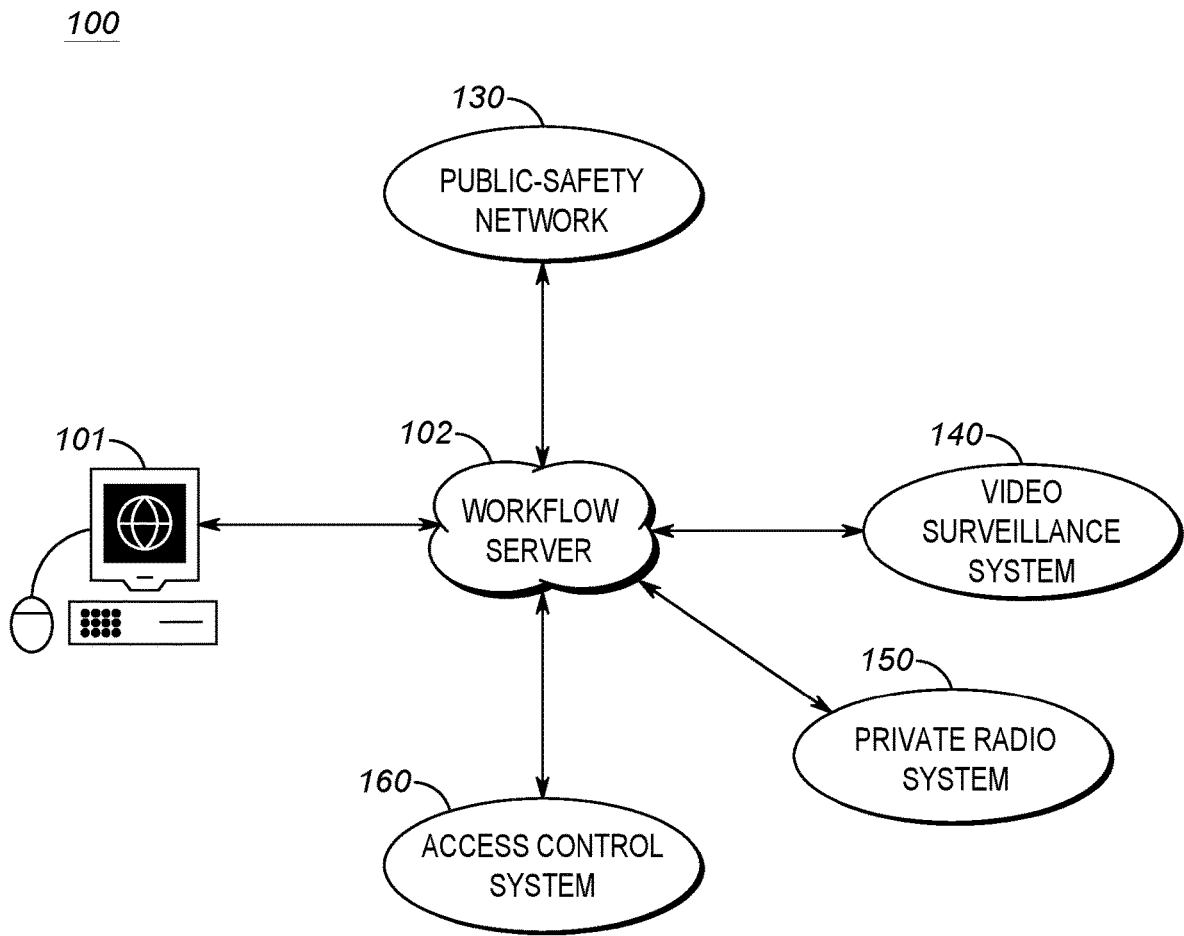 100
130
PUBLIC-SAFETY
NETWORK
101
102
WORKFLOW
SERVER
140
VIDEO
SURVEILLANCE
SYSTEM
150
PRIVATE RADIO
SYSTEM
160
ACCESS CONTROL
SYSTEM